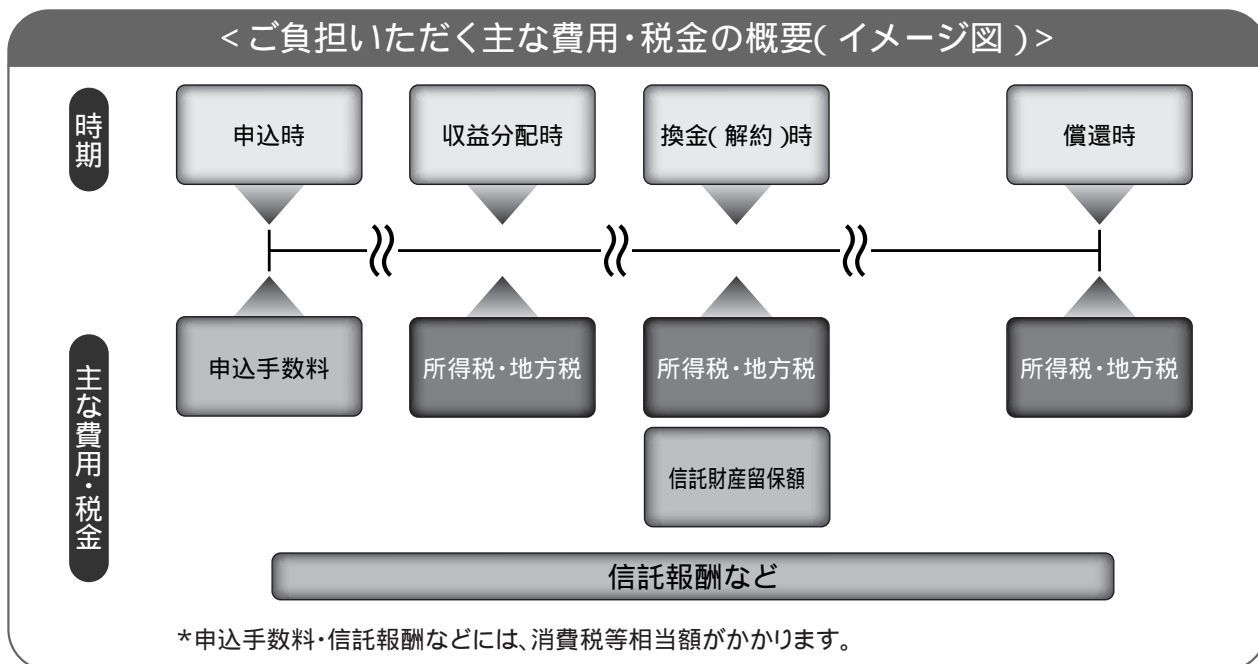 <ご負担いただく主な費用・税金の概要(イメージ図)>
時期
申込時
収益分配時
換金(解約)時
償還時
主な費用・税金
申込手数料
所得税・地方税
所得税・地方税
所得税・地方税
信託財産留保額
信託報酬など
*申込手数料・信託報酬などには、消費税等相当額がかかります。